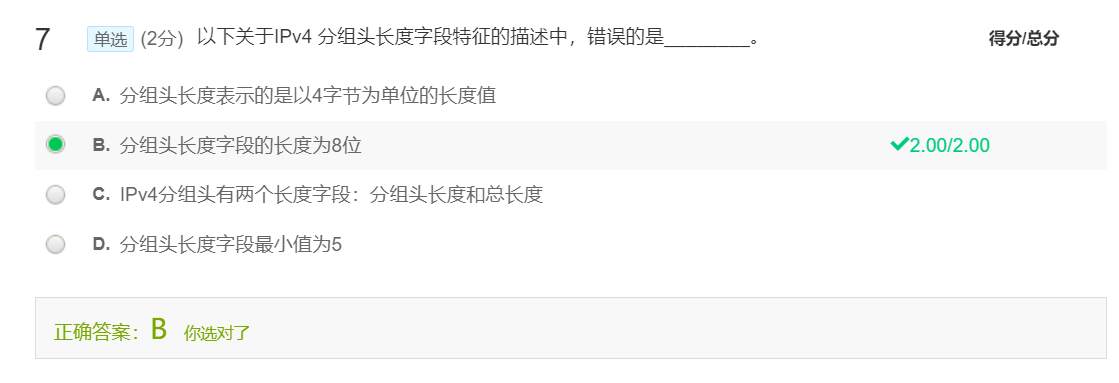 7 单选 (2分) 以下关于IPv4 分组头长度字段特征的描述中，错误的是_________。 得分/总分
A. 分组头长度表示的是以4字节为单位的长度值
B. 分组头长度字段的长度为8位 2.00/2.00
C. IPv4分组头有两个长度字段：分组头长度和总长度
D. 分组头长度字段最小值为5
正确答案：B 你选对了